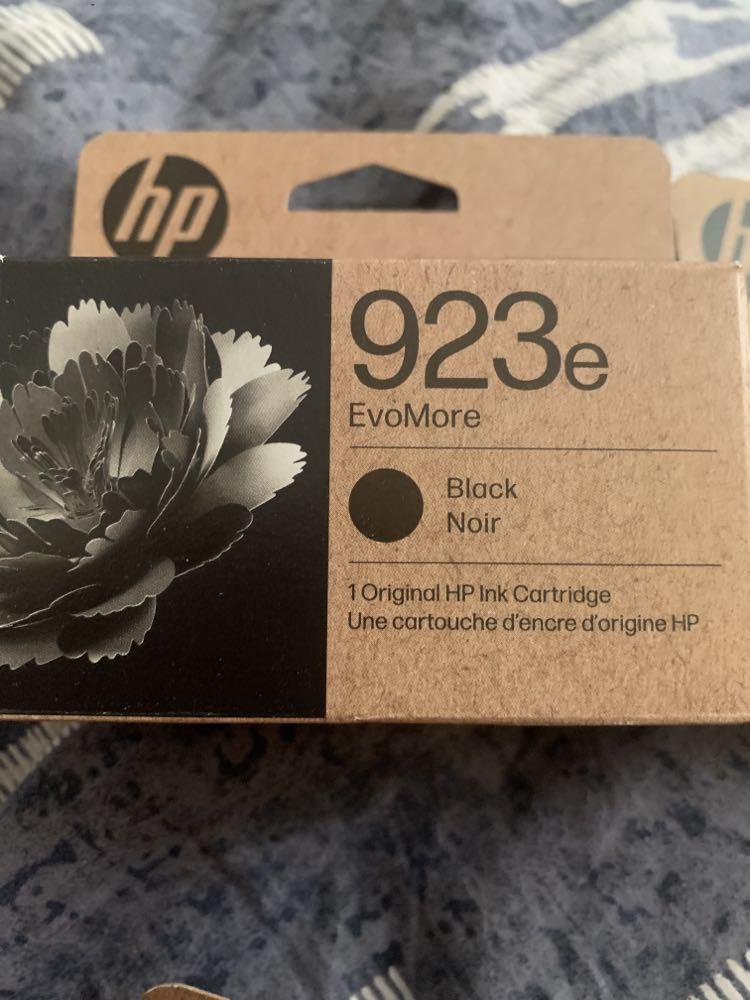 hp
923e
EvoMore
Black
Noir
1 Original HP Ink Cartridge
Une cartouche d'encre d'origine HP